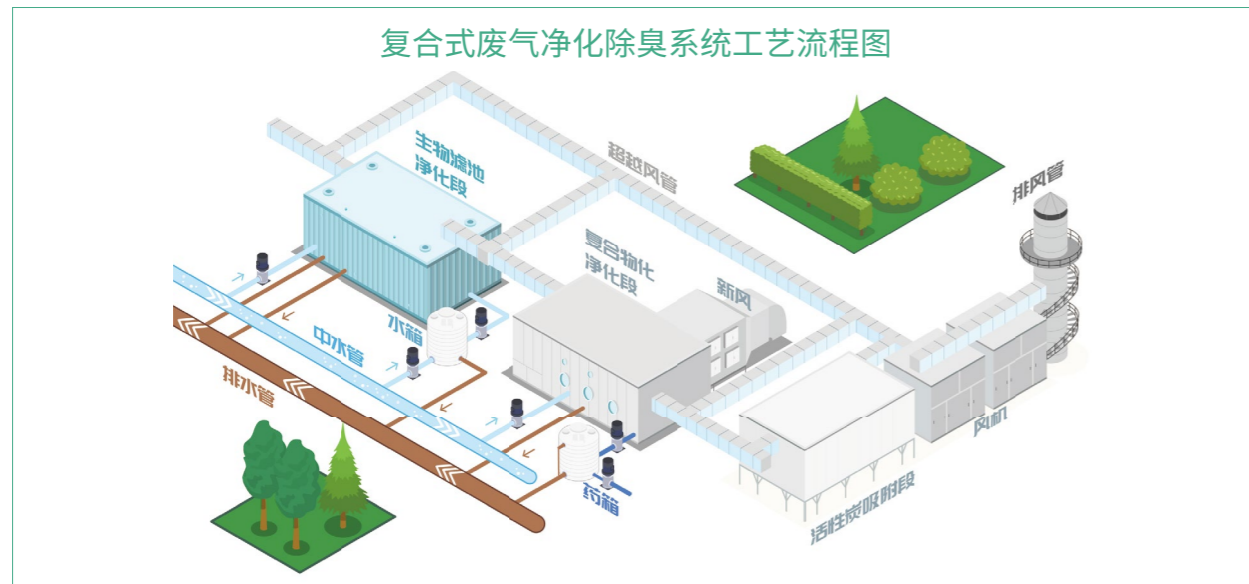 复合式废气净化除臭系统工艺流程图
生物滤池
净化段
超越风管
排风管
复合物化
净化段
新风
水箱
中水管
排水管
风机
药箱
活性炭吸附段